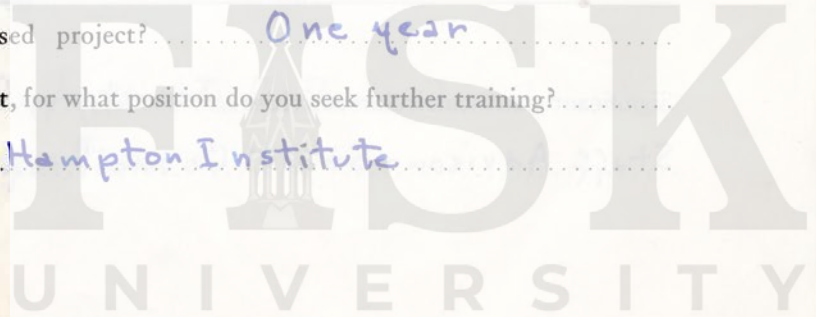 sed project? ........ One year ................
t, for what position do you seek further training? .........
. Hampton Institute ................
FISK
UNIVERSITY